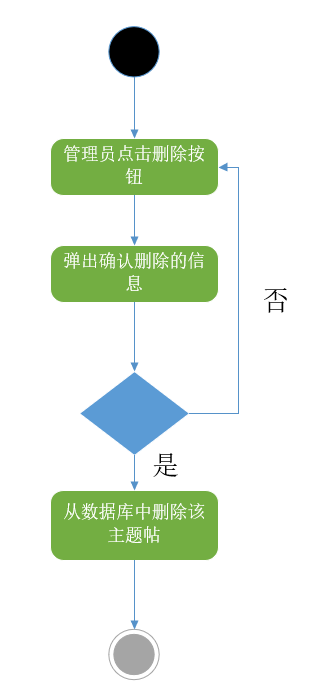 管理员点击删除按
钮
弹出确认删除的信
息
否
是
从数据库中删除该
主题帖